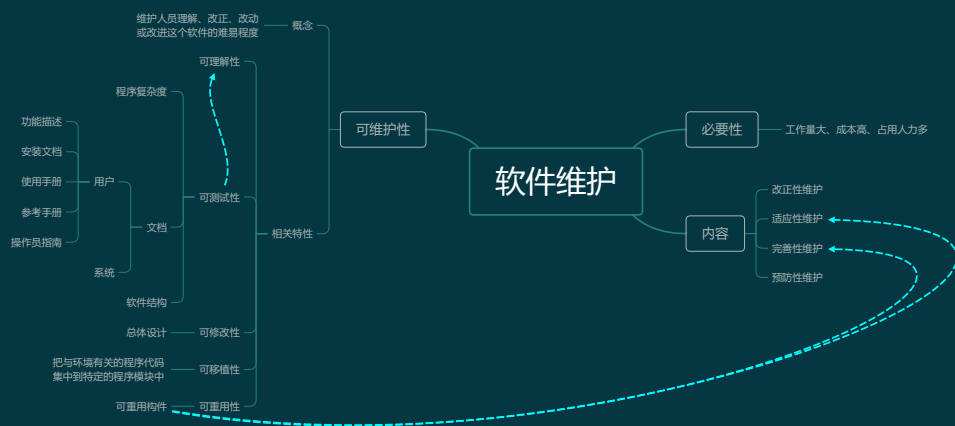 软件维护
必要性
工作量大、成本高、占用人力多
内容
改正性维护
适应性维护
完善性维护
预防性维护
可维护性
概念
维护人员理解、改正、改动
或改进这个软件的难易程度
相关特性
可理解性
可测试性
程序复杂度
文档
用户
功能描述
安装文档
使用手册
参考手册
操作员指南
系统
软件结构
可修改性
总体设计
可移植性
把与环境有关的程序代码
集中到特定的程序模块中
可重用性
可重用构件